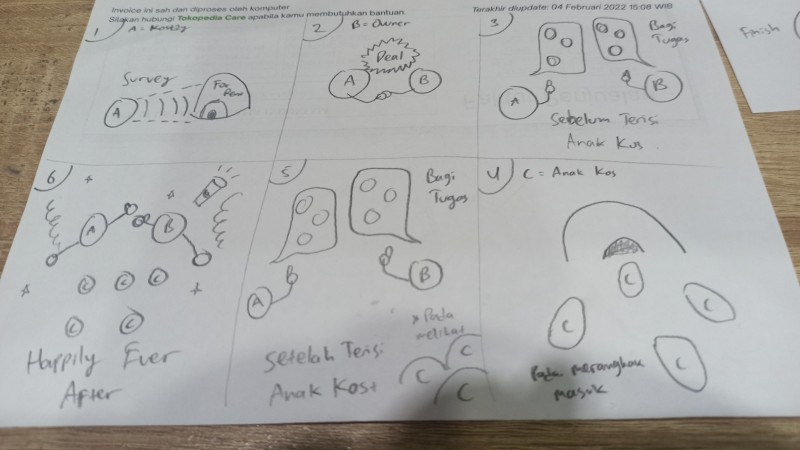 Invoice ini sah dan diproses oleh komputer
Silakan hubungi Tokopedia Care apabila kamu membutuhkan bantuan.
Terakhir diupdate: 04 Februari 2022 15:08 WIB
1
A =
Survey
A
For
Rent
2
B = Owner
Deal
A
B
3
Bagi
Tugas
A
B
Sebelum Terisi
Anak Kos
Finish
4
C = Anak Kos
C
C
C
C
Pada merangkak
masuk
5
Bagi
Tugas
A
B
Setelah Terisi
Anak Kost
* Pada
melihat
C
C
C
6
A
B
C
C
C
C
C
Happily Ever
After